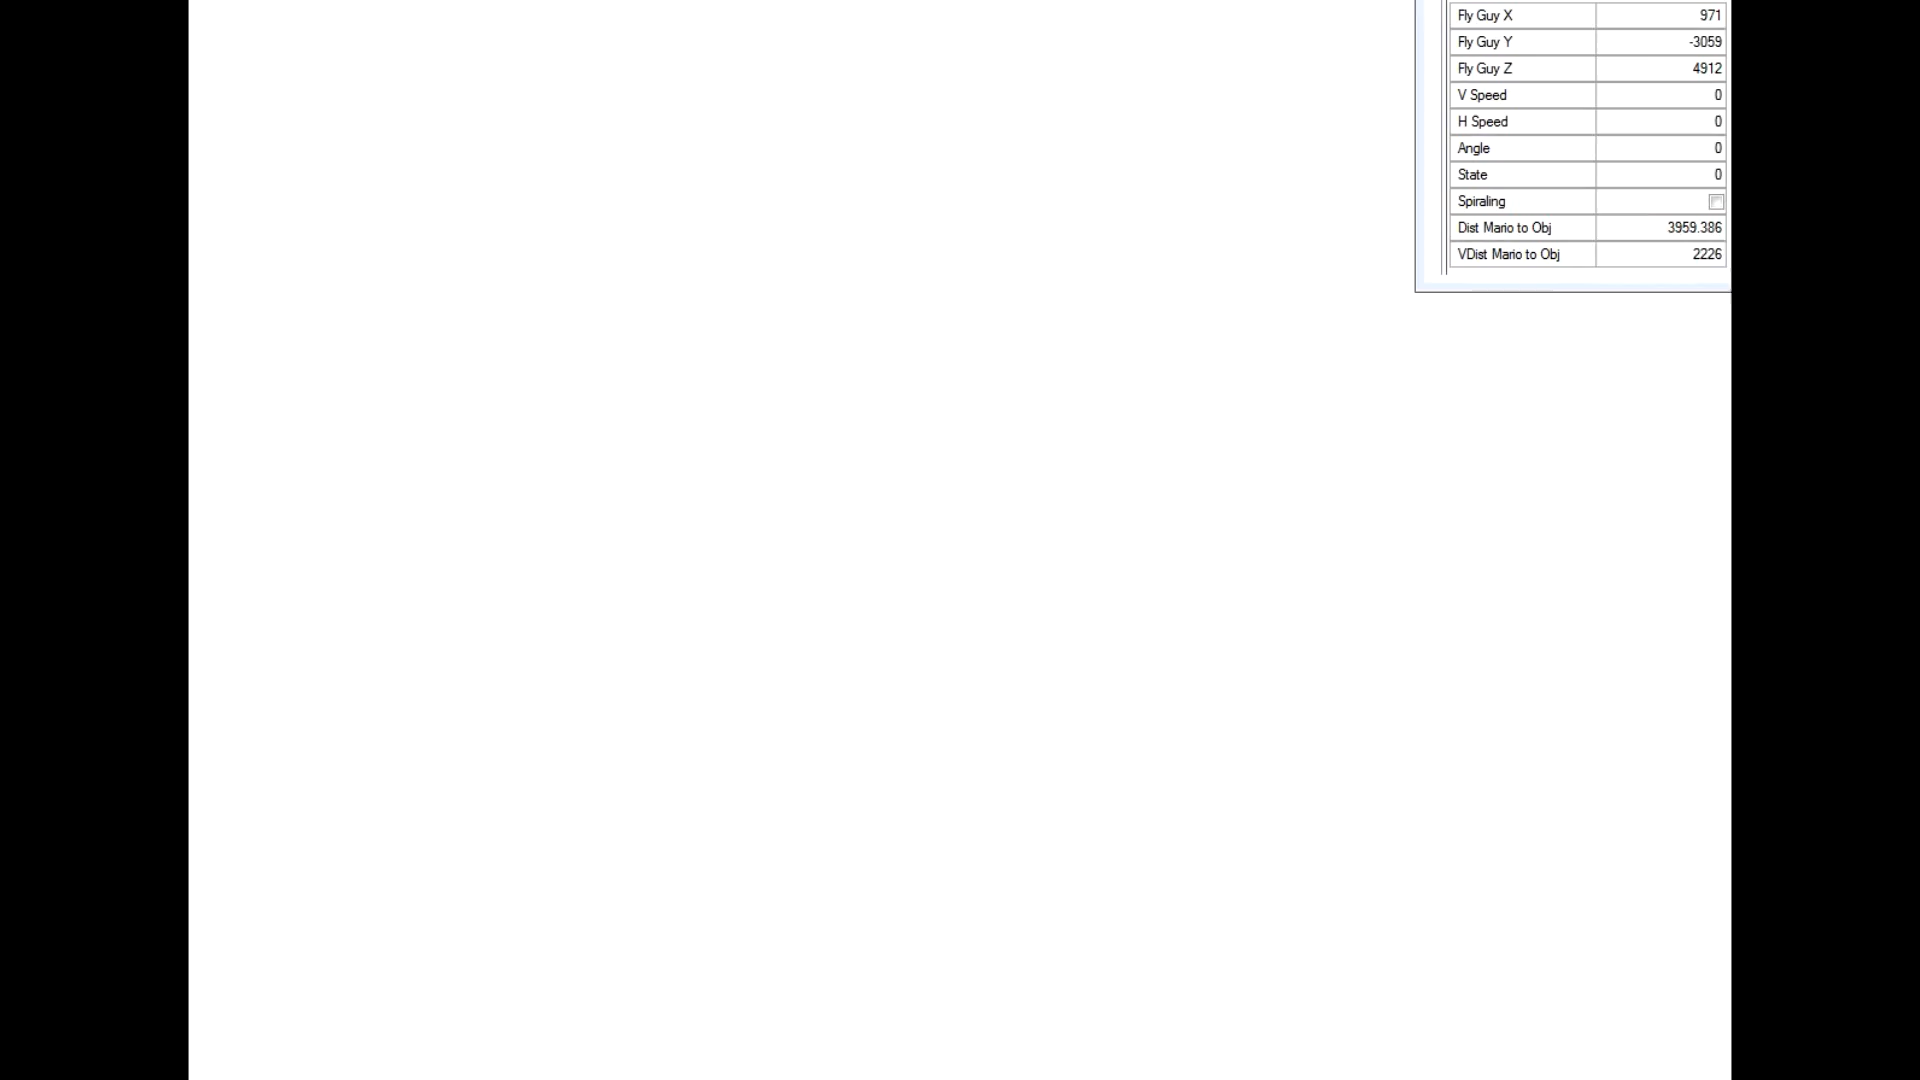 Fly Guy X 971
Fly Guy Y -3059
Fly Guy Z 4912
V Speed 0
H Speed 0
Angle 0
State 0
Spiraling
Dist Mario to Obj 3959.386
VDist Mario to Obj 2226